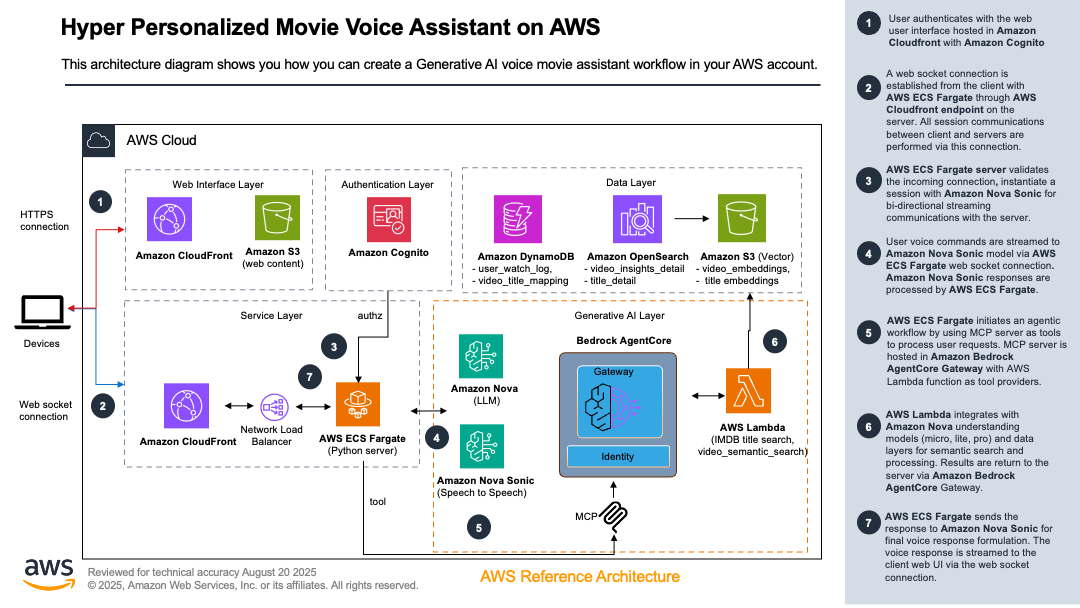 Hyper Personalized Movie Voice Assistant on AWS
This architecture diagram shows you how you can create a Generative AI voice movie assistant workflow in your AWS account.
AWS Cloud
HTTPS
connection
Devices
Web socket
connection
1
2
Web Interface Layer
Amazon CloudFront
Amazon S3
(web content)
Authentication Layer
Amazon Cognito
Data Layer
Amazon DynamoDB
- user_watch_log,
- video_title_mapping
Amazon OpenSearch
- video_insights_detail
- title_detail
Amazon S3 (Vector)
- video_embeddings,
- title embeddings
Service Layer
authz
3
7
Amazon CloudFront
Network Load
Balancer
AWS ECS Fargate
(Python server)
tool
4
Generative AI Layer
Amazon Nova
(LLM)
Amazon Nova Sonic
(Speech to Speech)
5
Bedrock AgentCore
Gateway
Identity
MCP
6
AWS Lambda
(IMDB title search,
video_semantic_search)
aws
Reviewed for technical accuracy August 20 2025
© 2025, Amazon Web Services, Inc. or its affiliates. All rights reserved.
AWS Reference Architecture
1
User authenticates with the web
user interface hosted in Amazon
Cloudfront with Amazon Cognito
2
A web socket connection is
established from the client with
AWS ECS Fargate through AWS
Cloudfront endpoint on the
server. All session communications
between client and servers are
performed via this connection.
3
AWS ECS Fargate server validates
the incoming connection, instantiate a
session with Amazon Nova Sonic for
bi-directional streaming
communications with the server.
4
User voice commands are streamed to
Amazon Nova Sonic model via AWS
ECS Fargate web socket connection.
Amazon Nova Sonic responses are
processed by AWS ECS Fargate.
5
AWS ECS Fargate initiates an agentic
workflow by using MCP server as tools
to process user requests. MCP server is
hosted in Amazon Bedrock
AgentCore Gateway with AWS
Lambda function as tool providers.
6
AWS Lambda integrates with
Amazon Nova understanding
models (micro, lite, pro) and data
layers for semantic search and
processing. Results are return to the
server via Amazon Bedrock
AgentCore Gateway.
7
AWS ECS Fargate sends the
response to Amazon Nova Sonic for
final voice response formulation. The
voice response is streamed to the
client web UI via the web socket
connection.